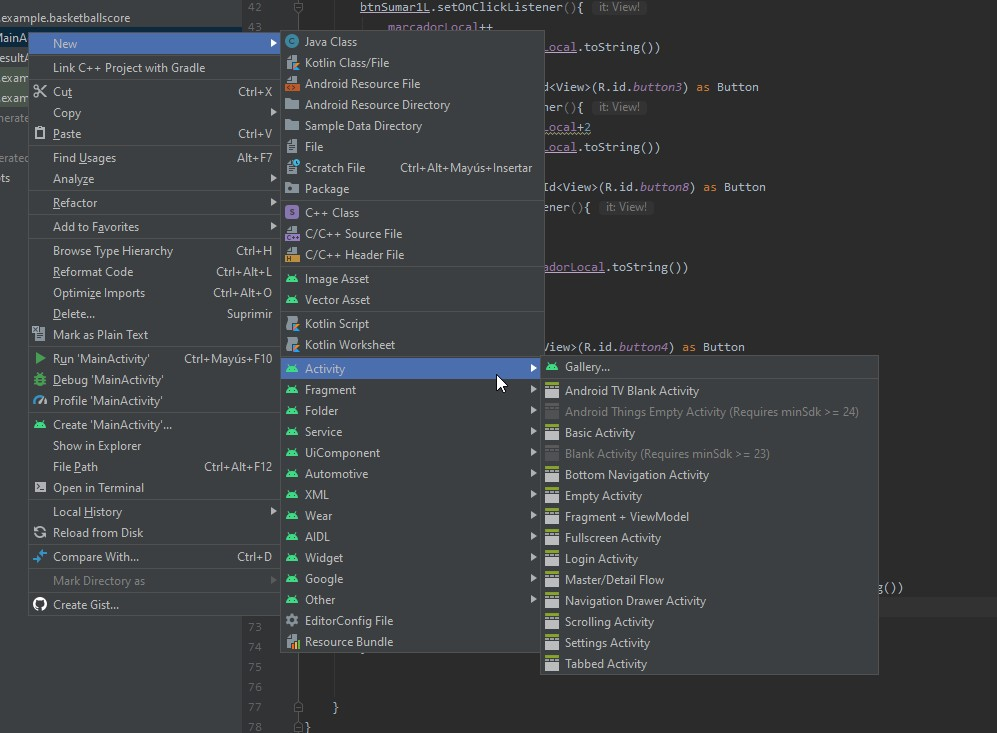 .example.basketballscore
MainA
esultA
.exam
.exam
nerate
nerated
ots
New
Link C++ Project with Gradle
Cut Ctrl+X
Copy
Paste Ctrl+V
Find Usages Alt+F7
Analyze
Refactor
Add to Favorites
Browse Type Hierarchy Ctrl+H
Reformat Code Ctrl+Alt+L
Optimize Imports Ctrl+Alt+O
Delete... Suprimir
Mark as Plain Text
Run 'MainActivity' Ctrl+Mayús+F10
Debug 'MainActivity'
Profile 'MainActivity'
Create 'MainActivity'...
Show in Explorer
File Path Ctrl+Alt+F12
Open in Terminal
Local History
Reload from Disk
Compare With... Ctrl+D
Mark Directory as
Create Gist...
Java Class
Kotlin Class/File
Android Resource File
Android Resource Directory
Sample Data Directory
File
Scratch File Ctrl+Alt+Mayús+Insertar
Package
S C++ Class
C++ C/C++ Source File
H C/C++ Header File
Image Asset
Vector Asset
Kotlin Script
Kotlin Worksheet
Activity
Fragment
Folder
Service
UiComponent
Automotive
XML
Wear
AIDL
Widget
Google
Other
EditorConfig File
Resource Bundle
Gallery...
Android TV Blank Activity
Android Things Empty Activity (Requires minSdk >= 24)
Basic Activity
Blank Activity (Requires minSdk >= 23)
Bottom Navigation Activity
Empty Activity
Fragment + ViewModel
Fullscreen Activity
Login Activity
Master/Detail Flow
Navigation Drawer Activity
Scrolling Activity
Settings Activity
Tabbed Activity
42 btnSumar1L.setOnClickListener(){ it: View!
43 marcadorLocal++
Local.toString())
d<View>(R.id.button3) as Button
ner(){ it: View!
Local+2
Local.toString())
Id<View>(R.id.button8) as Button
ener(){ it: View!
adorLocal.toString())
View>(R.id.button4) as Button
g())
73
74
75
76
77 }
78 }